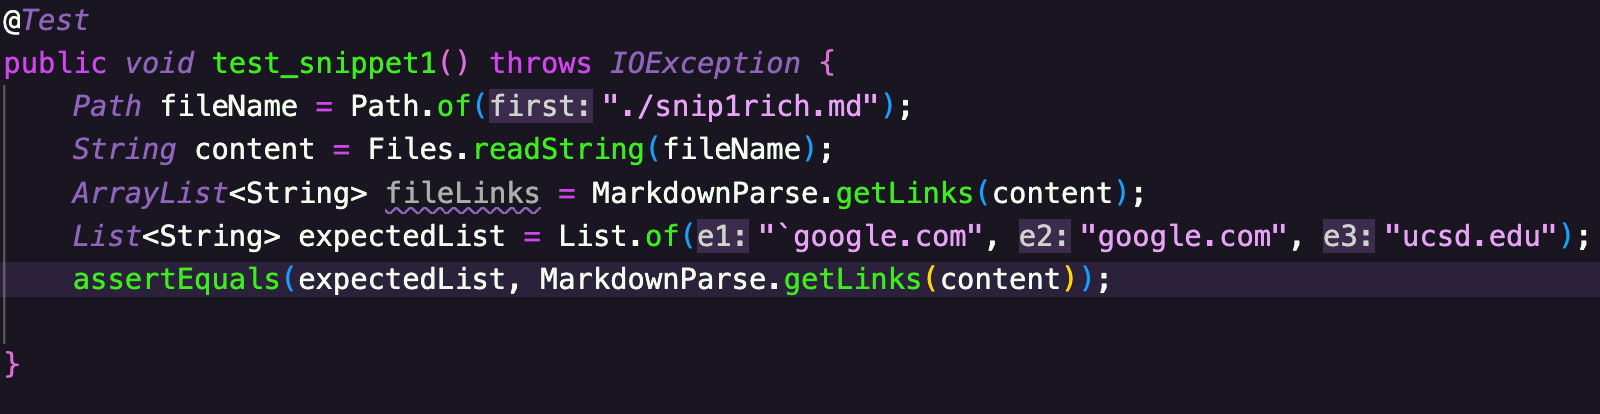 @Test
public void test_snippet1() throws IOException {
Path fileName = Path.of(first: "./snip1rich.md");
String content = Files.readString(fileName);
ArrayList<String> fileLinks = MarkdownParse.getLinks(content);
List<String> expectedList = List.of(e1: "`google.com", e2: "google.com", e3: "ucsd.edu");
assertEquals(expectedList, MarkdownParse.getLinks(content));
}